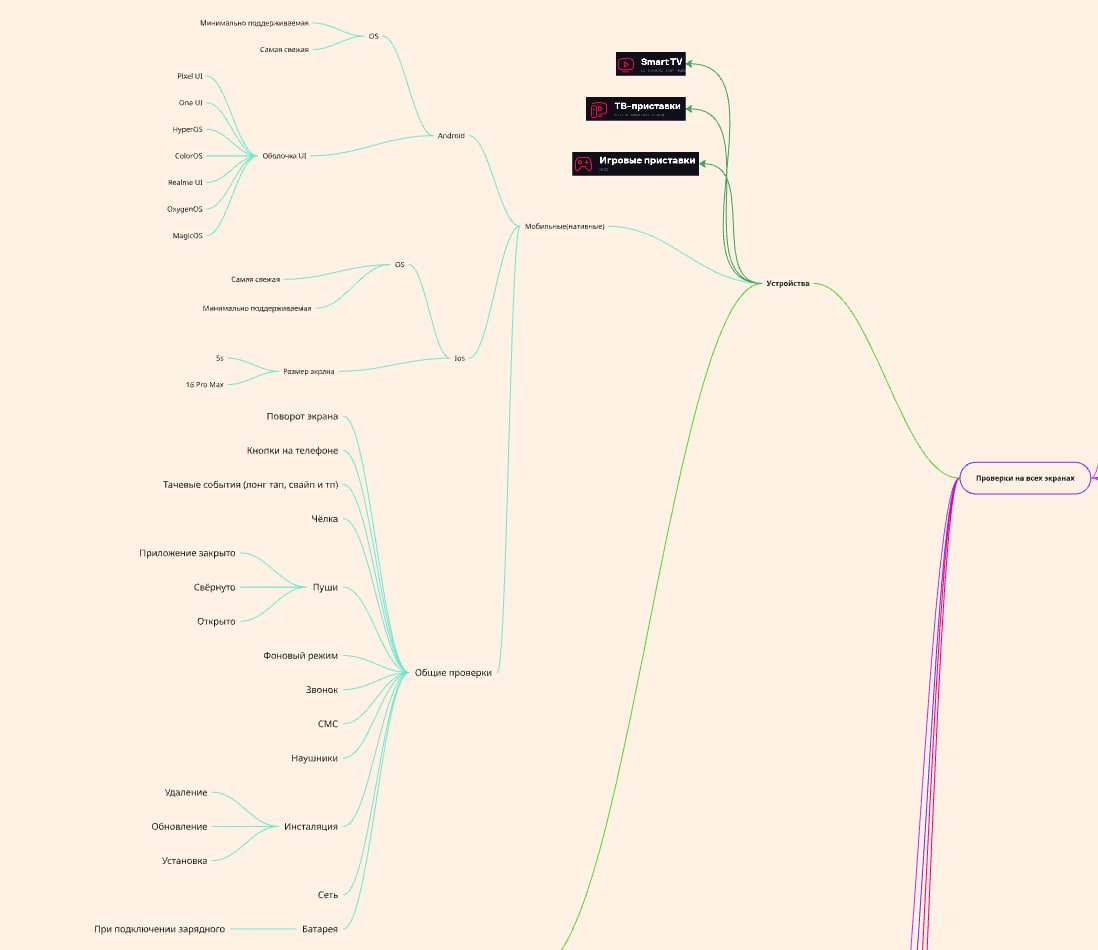 Минимально поддерживаемая
OS
Самая свежая
Pixel UI
One UI
HyperOS
ColorOS
Оболочка UI
Realme UI
OxygenOS
MagicOS
Android
Smart TV
ТВ-приставки
Игровые приставки
Мобильные(нативные)
OS
Самая свежая
Минимально поддерживаемая
Устройства
5s
Ios
Размер экрана
16 Pro Max
Поворот экрана
Кнопки на телефоне
Тачевые события (лонг тап, свайп и тп)
Чёлка
Приложение закрыто
Свёрнуто
Пуши
Открыто
Фоновый режим
Общие проверки
Звонок
СМС
Наушники
Удаление
Обновление
Инсталяция
Установка
Сеть
При подключении зарядного
Батарея
Проверки на всех экранах